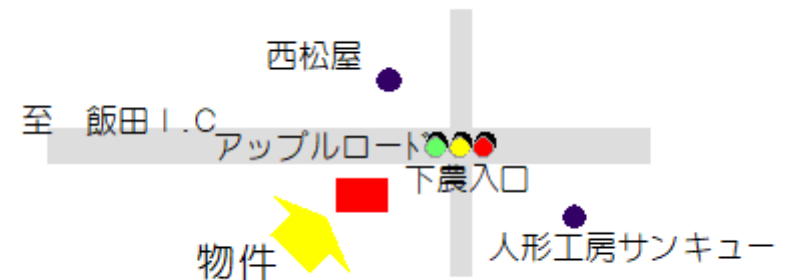 西松屋
至　飯田I.C
アップルロード
下農入口
人形工房サンキュー
物件